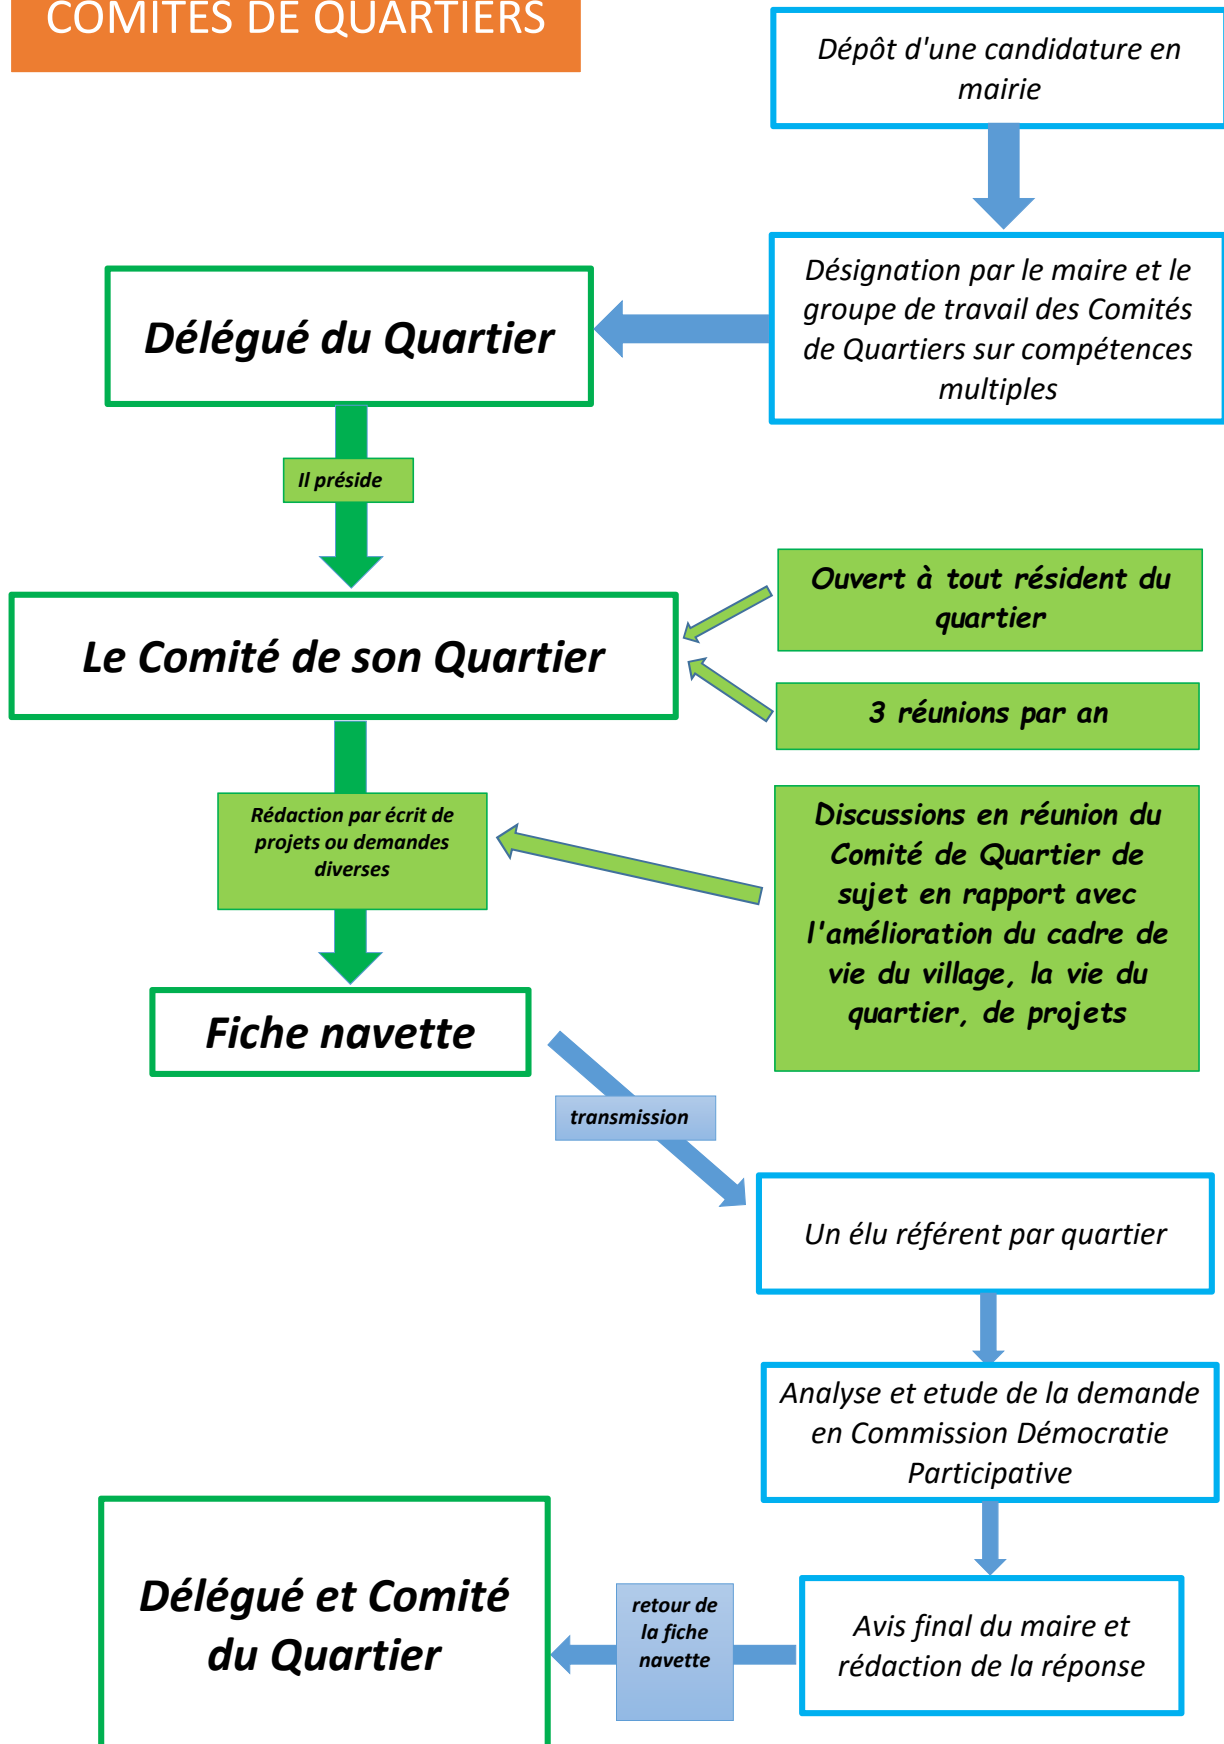 COMITES DE QUARTIERS
Dépôt d'une candidature en
mairie
Désignation par le maire et le
groupe de travail des Comités
de Quartiers sur compétences
multiples
Délégué du Quartier
Il préside
Ouvert à tout résident du
quartier
Le Comité de son Quartier
3 réunions par an
Rédaction par écrit de
projets ou demandes
diverses
Discussions en réunion du
Comité de Quartier de
sujet en rapport avec
l'amélioration du cadre de
vie du village, la vie du
quartier, de projets
Fiche navette
transmission
Un élu référent par quartier
Analyse et etude de la demande
en Commission Démocratie
Participative
Avis final du maire et
rédaction de la réponse
retour de
la fiche
navette
Délégué et Comité
du Quartier